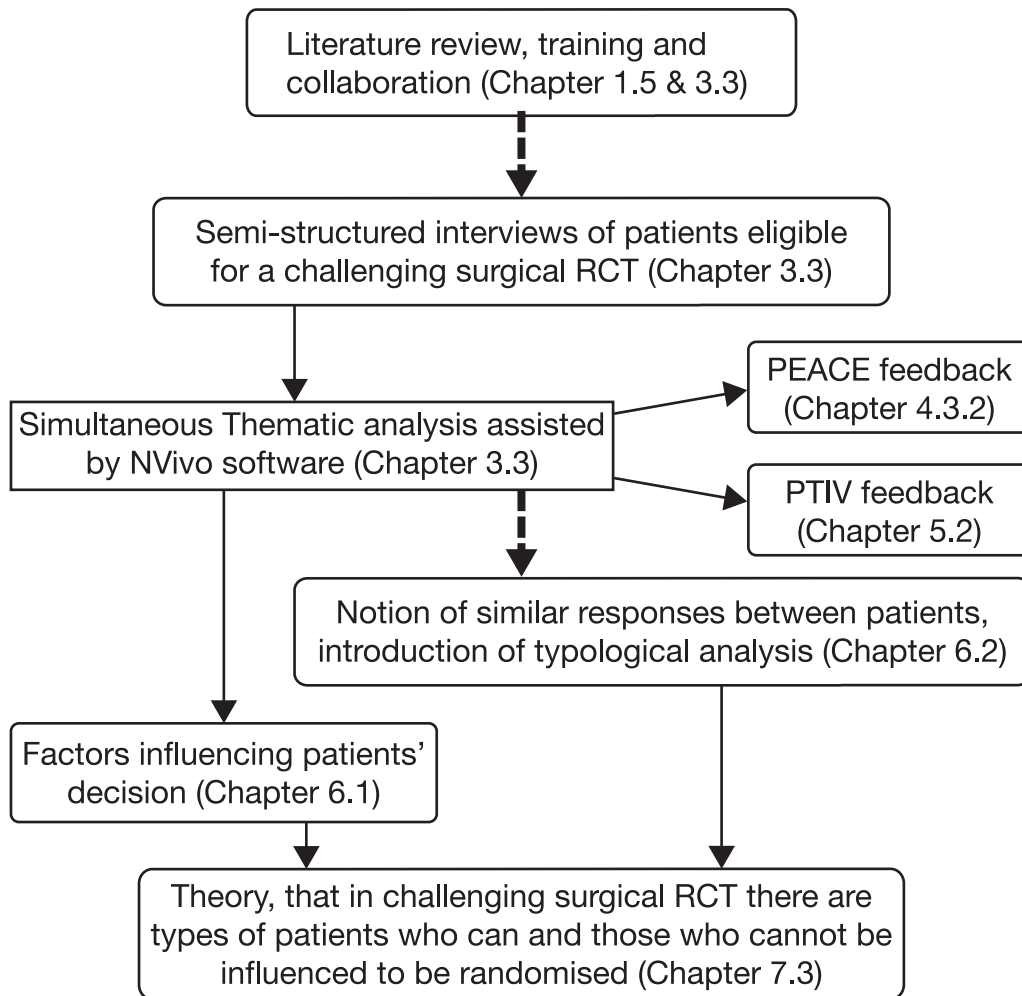 Literature review, training and
collaboration (Chapter 1.5 & 3.3)
Semi-structured interviews of patients eligible
for a challenging surgical RCT (Chapter 3.3)
PEACE feedback
(Chapter 4.3.2)
Simultaneous Thematic analysis assisted
by NVivo software (Chapter 3.3)
PTIV feedback
(Chapter 5.2)
Notion of similar responses between patients,
introduction of typological analysis (Chapter 6.2)
Factors influencing patients’
decision (Chapter 6.1)
Theory, that in challenging surgical RCT there are
types of patients who can and those who cannot be
influenced to be randomised (Chapter 7.3)